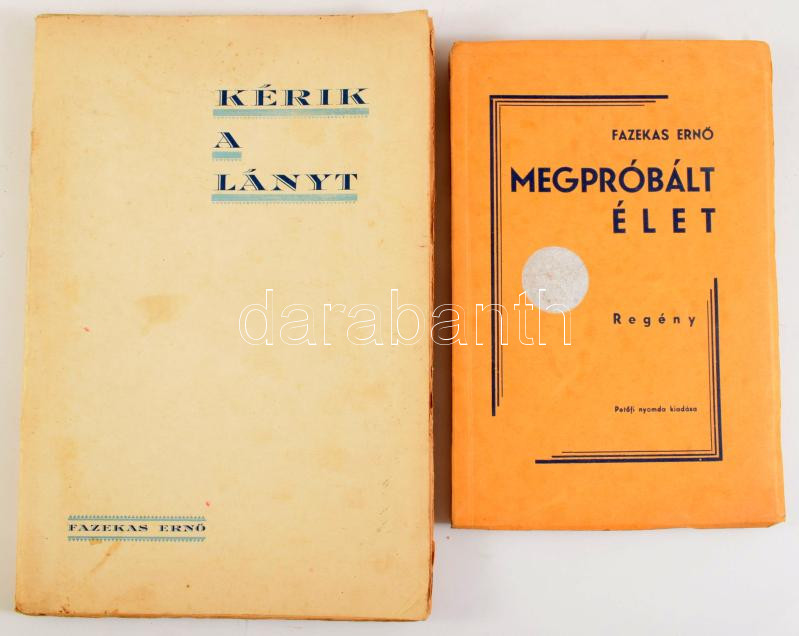 KÉRIK
A
LÁNYT
FAZEKAS ERNŐ
FAZEKAS ERNŐ
MEGPRÓBÁLT
ÉLET
Regény
Petőfi nyomda kiadása
darabanth